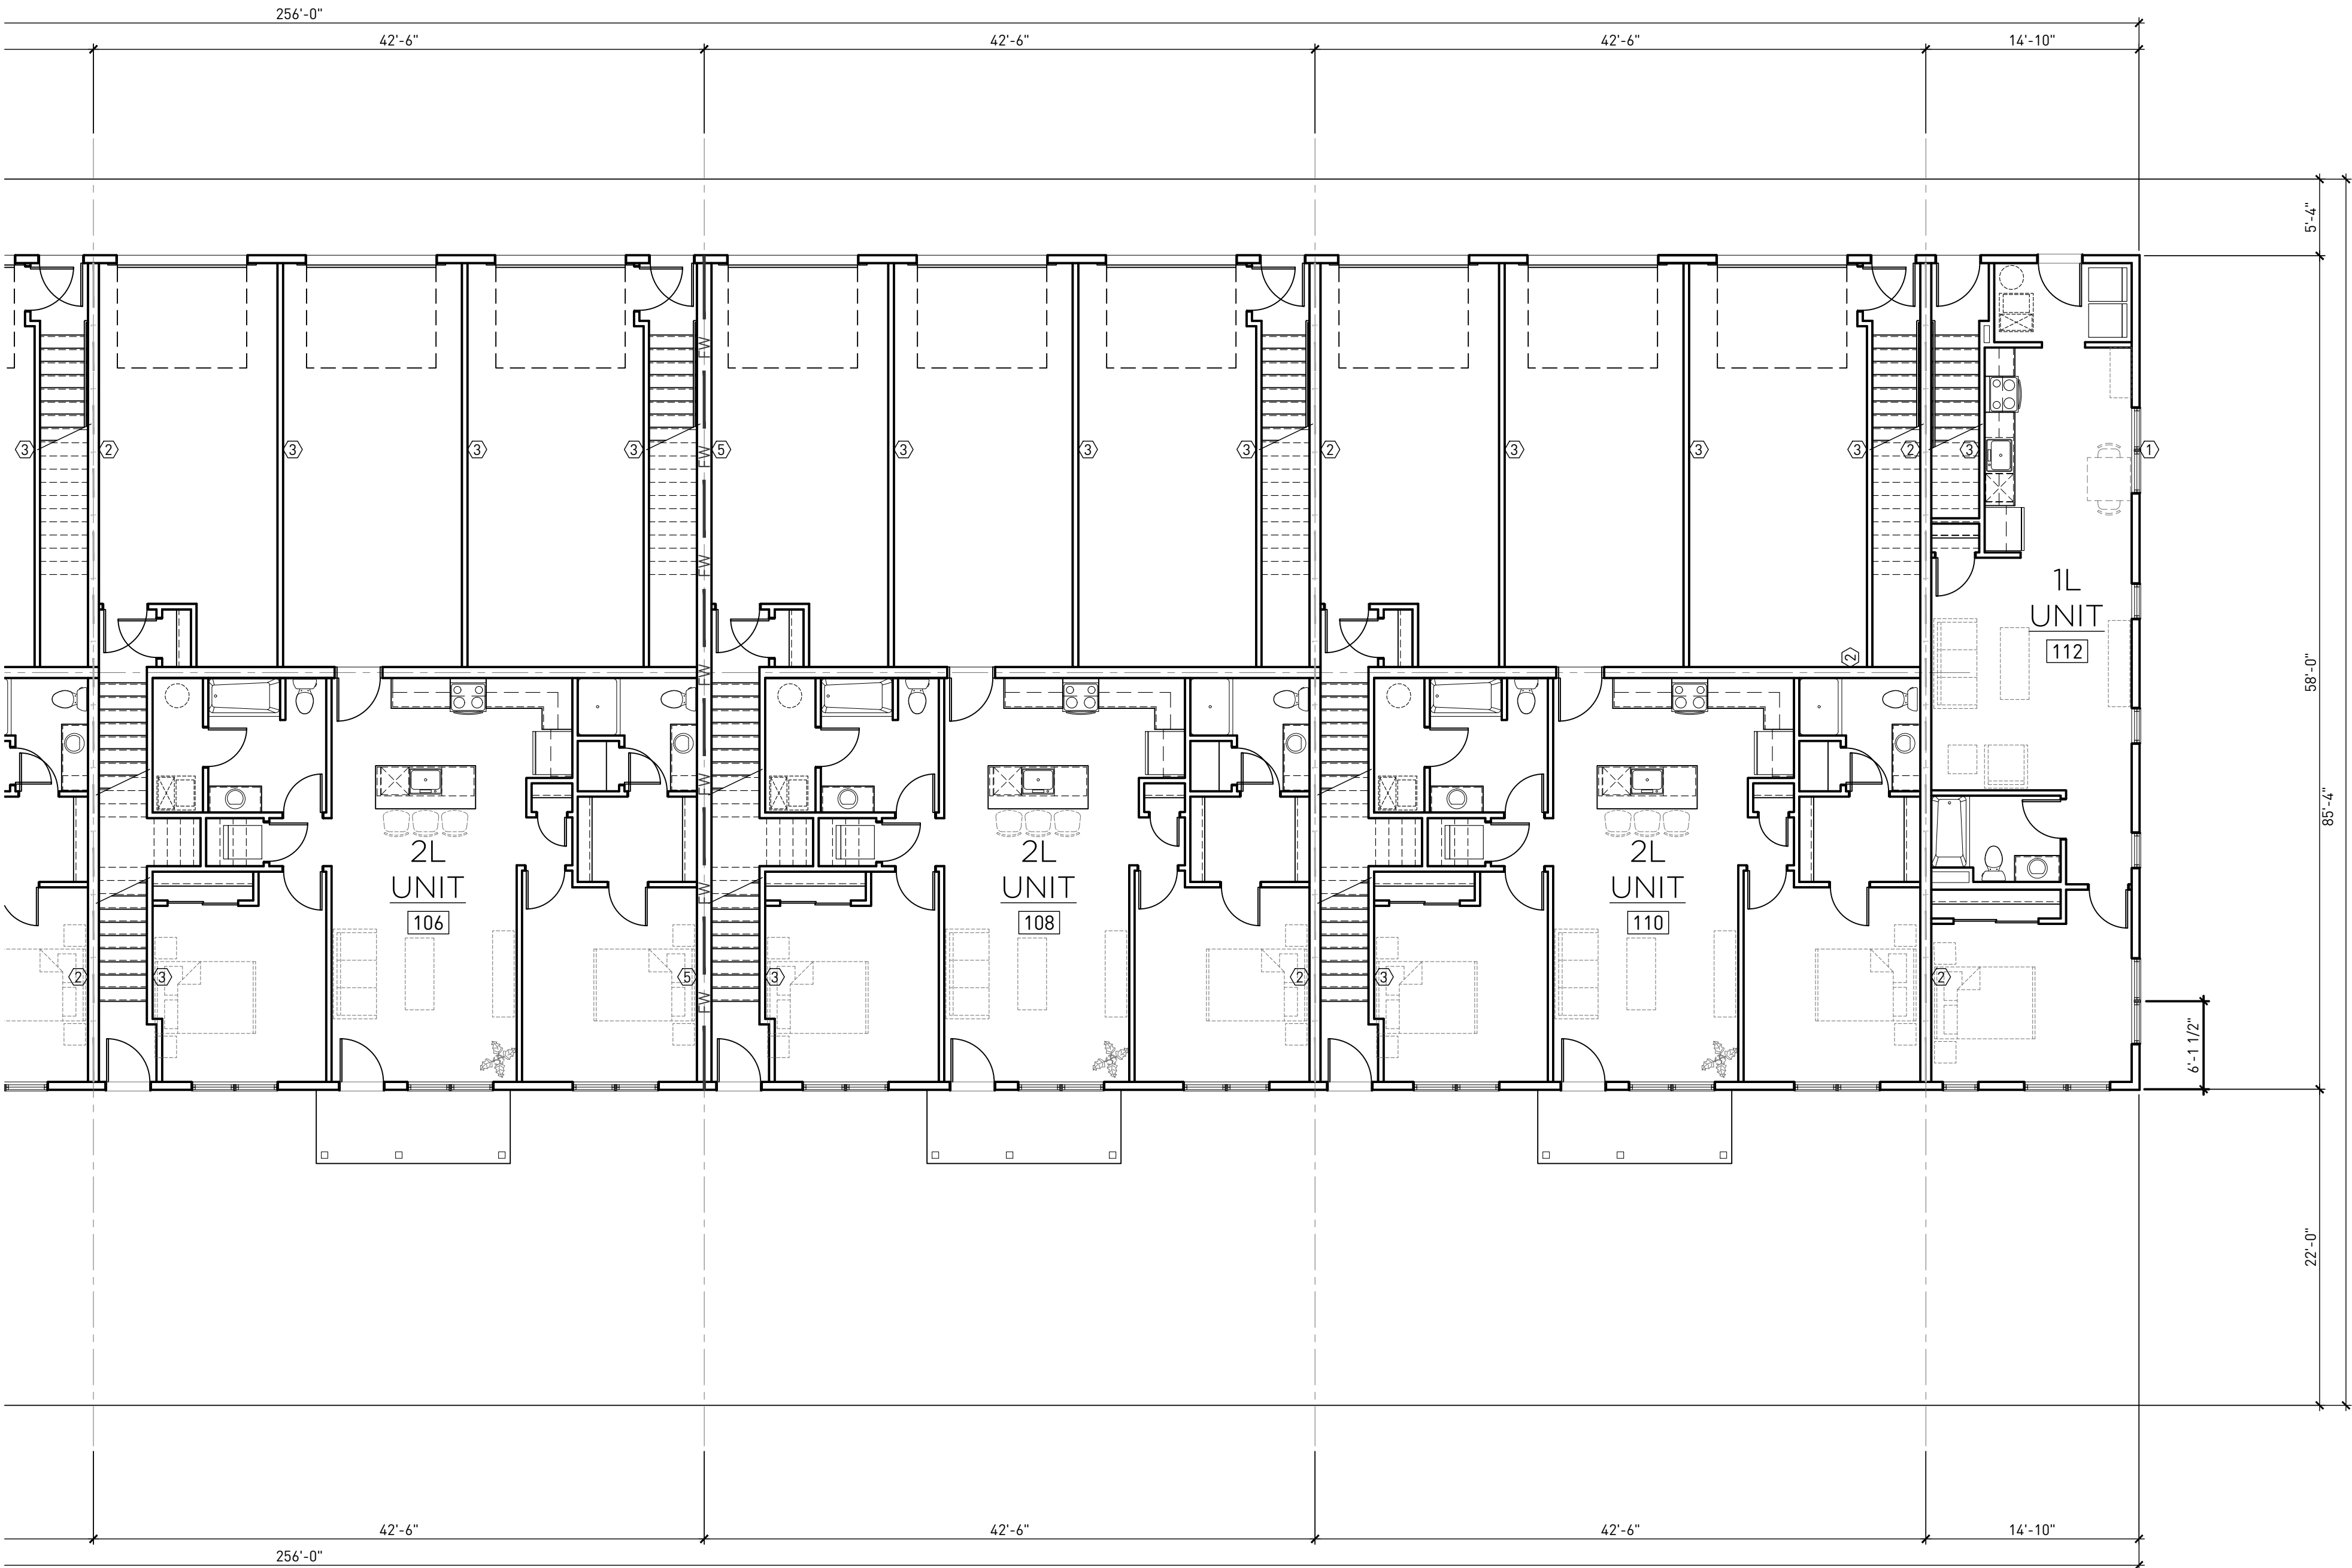 256'-0"
42'-6" 42'-6" 42'-6" 14'-10"
5'-4"
3 2 3 3 3 5 3 3 3 2 3 3 3 2 3 1
1L
UNIT
112
2
58'-0"
85'-4"
2L 2L 2L
UNIT UNIT UNIT
106 108 110
2 3 5 3 2 3 2
6'-1 1/2"
22'-0"
42'-6" 42'-6" 42'-6" 14'-10"
256'-0"